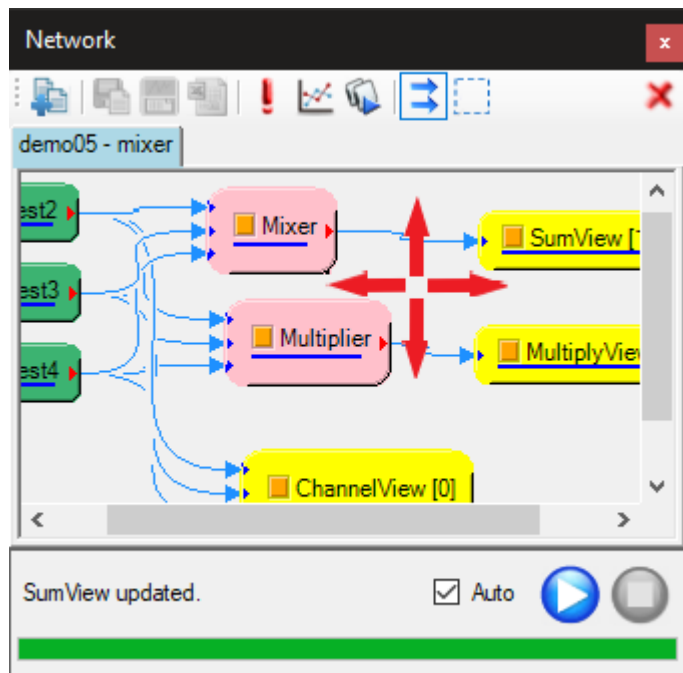 Network
demo05 - mixer
est2
Mixer
SumView [
est3
Multiplier
MultiplyView
est4
ChannelView [0]
SumView updated.
Auto